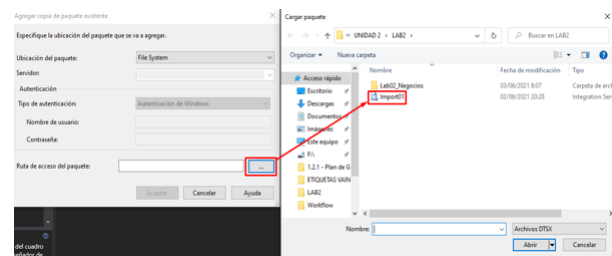 Agregar copia de paquete existente
Especifique la ubicación del paquete que se va a agregar.
Ubicación del paquete:
File System
Servidor:
Autenticación
Tipo de autenticación:
Autenticación de Windows
Nombre de usuario:
Contraseña:
Ruta de acceso del paquete:
...
Aceptar
Cancelar
Ayuda
del cuadro
Cargar paquete
UNIDAD 2 > LAB2 >
Buscar en LAB2
Organizar
Nueva carpeta
Nombre
Fecha de modificación
Tipo
Acceso rápido
Escritorio
Descargas
Documentos
Imágenes
Este equipo
F:\
1.2.1 - Plan de G
ETIQUETAS VAIN
LAB2
Workflow
Lab02_Negocios
03/06/2021 8:07
Carpeta de arch
Import01
02/06/2021 20:28
Integration Ser
Nombre:
Archivos DTSX
Abrir
Cancelar